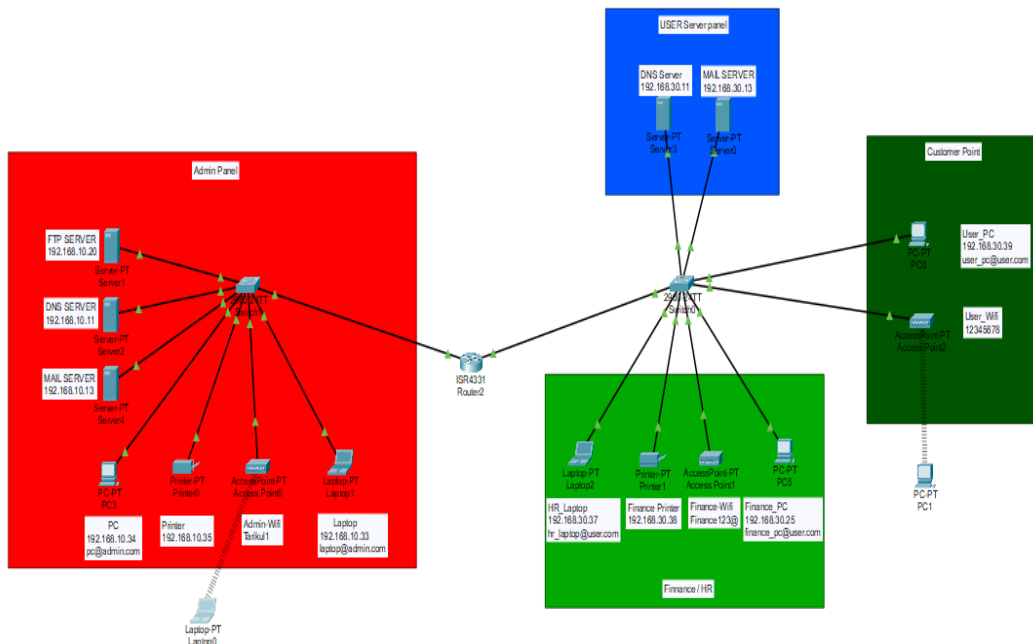 USER Server panel
DNS Server
192.168.30.11
MAIL SERVER
192.168.30.13
Server-PT
Server3
Server-PT
Server0
Admin Panel
FTP SERVER
192.168.10.20
Server-PT
Server1
DNS SERVER
192.168.10.11
Server-PT
Server2
MAIL SERVER
192.168.10.13
Server-PT
Server4
PC-PT
PC3
Printer-PT
Printer0
AccessPoint-PT
Access Point0
Laptop-PT
Laptop1
PC
192.168.10.34
pc@admin.com
Printer
192.168.10.35
Admin-Wifi
Tarikul1
Laptop
192.168.10.33
laptop@admin.com
Laptop-PT
Laptop0
ISR4331
Router2
Switch0
Customer Point
PC-PT
PC0
User_PC
192.168.30.39
user_pc@user.com
AccessPoint-PT
Access Point2
User_Wifi
12345678
PC-PT
PC1
Laptop-PT
Laptop2
Printer-PT
Printer1
AccessPoint-PT
Access Point1
PC-PT
PC5
HR_Laptop
192.168.30.37
hr_laptop@user.com
Finance Printer
192.168.30.38
Finance-Wifi
Finance123@
Finance_PC
192.168.30.25
finance_pc@user.com
Finnance / HR